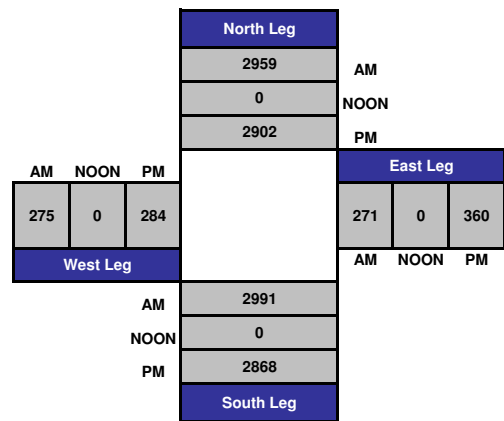 North Leg
2959 AM
0 NOON
2902 PM
AM NOON PM
East Leg
275 0 284
271 0 360
West Leg
AM NOON PM
AM 2991
NOON 0
PM 2868
South Leg